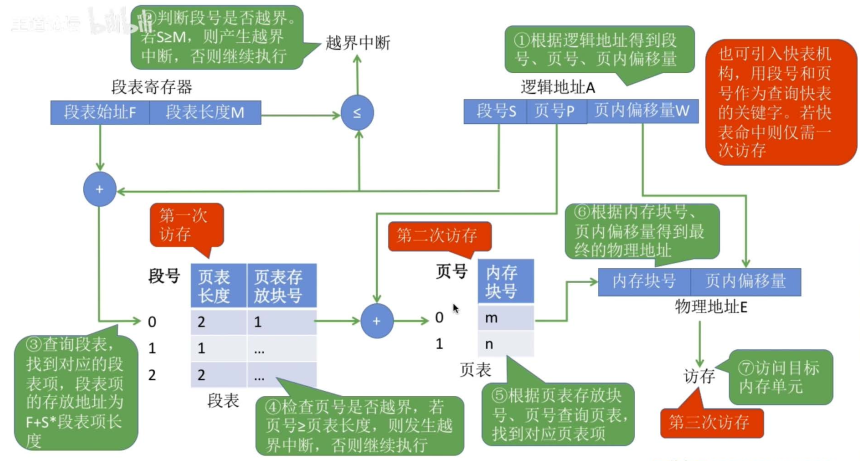 bilibili
②判断段号是否越界。
若S≥M，则产生越界
中断，否则继续执行
越界中断
①根据逻辑地址得到段
号、页号、页内偏移量
也可引入快表机
构，用段号和页
号作为查询快表
的关键字。若快
表命中则仅需一
次访存
段表寄存器
段表始址F
段表长度M
≤
逻辑地址A
段号S
页号P
页内偏移量W
+
第一次
访存
第二次访存
⑥根据内存块号、
页内偏移量得到最
终的物理地址
段号
页表
长度
页表存
放块号
0
2
1
1
1
...
2
2
...
段表
+
页号
内存
块号
0
m
1
n
页表
内存块号
页内偏移量
物理地址E
③查询段表，
找到对应的段
表项，段表项
的存放地址为
F+S*段表项长
度
④检查页号是否越界，若
页号≥页表长度，则发生越
界中断，否则继续执行
⑤根据页表存放块
号、页号查询页表，
找到对应页表项
访存
⑦访问目标
内存单元
第三次访存